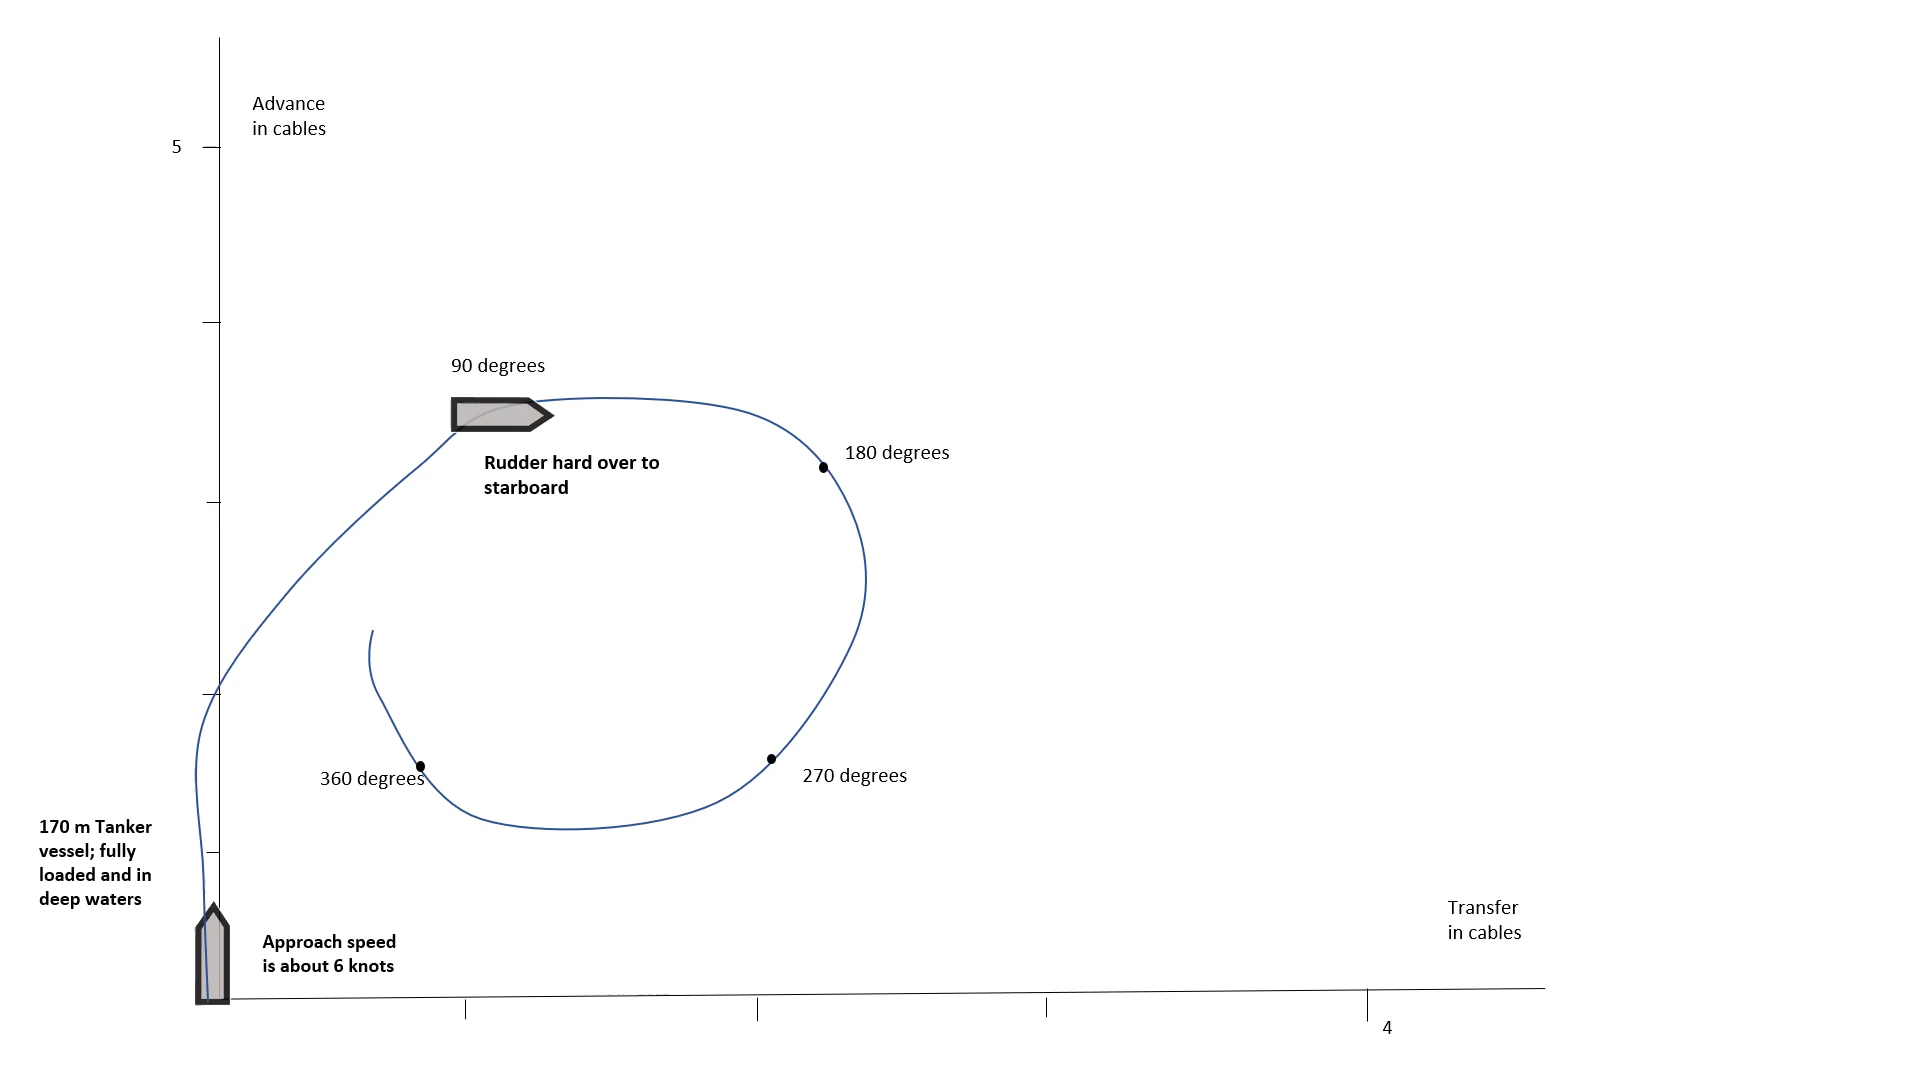 Advance
in cables
5
90 degrees
180 degrees
Rudder hard over to
starboard
360 degrees
270 degrees
170 m Tanker
vessel; fully
loaded and in
deep waters
Approach speed
is about 6 knots
Transfer
in cables
4